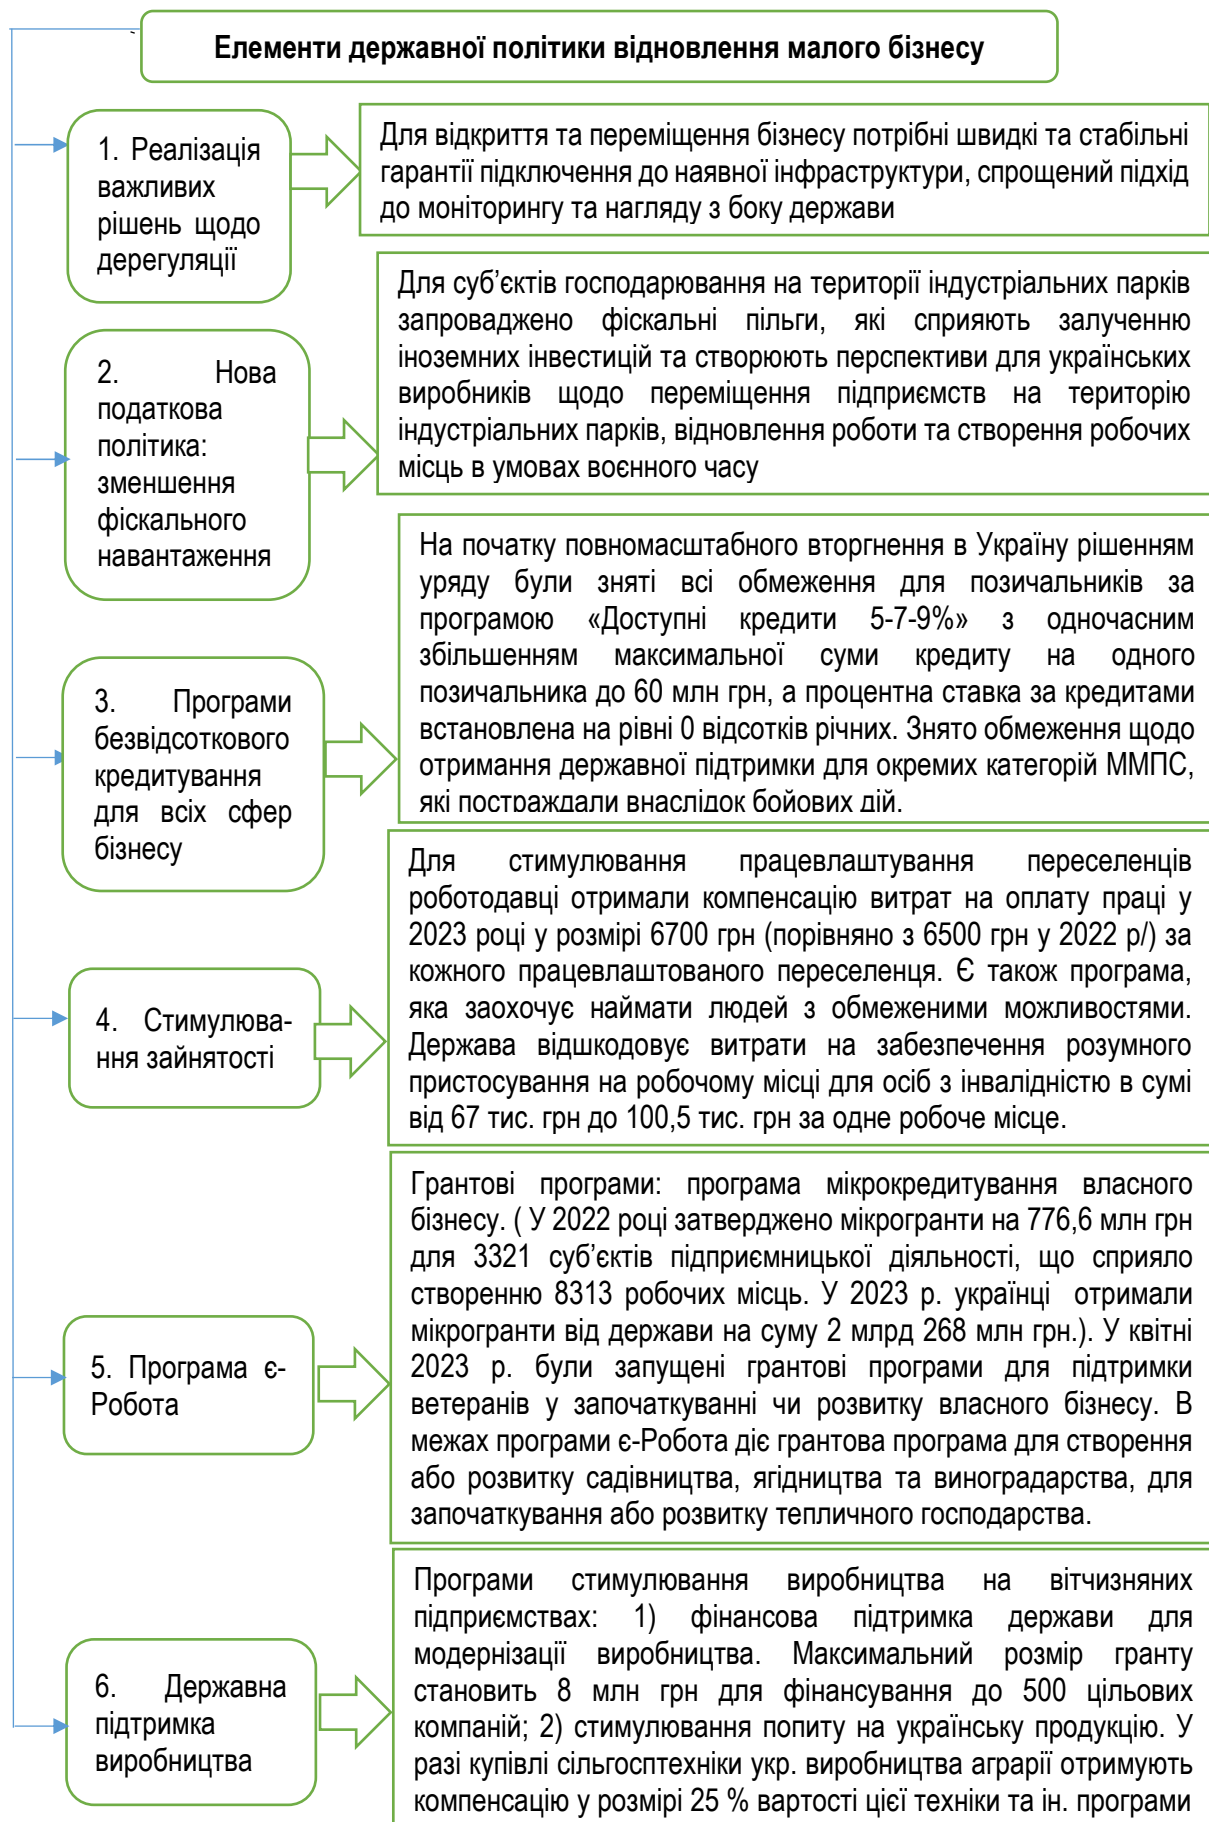 Елементи державної політики відновлення малого бізнесу
1. Реалізація
важливих
рішень щодо
дерегуляції
Для відкриття та переміщення бізнесу потрібні швидкі та стабільні
гарантії підключення до наявної інфраструктури, спрощений підхід
до моніторингу та нагляду з боку держави
2. Нова
податкова
політика:
зменшення
фіскального
навантаження
Для суб’єктів господарювання на території індустріальних парків
запроваджено фіскальні пільги, які сприяють залученню
іноземних інвестицій та створюють перспективи для українських
виробників щодо переміщення підприємств на територію
індустріальних парків, відновлення роботи та створення робочих
місць в умовах воєнного часу
3. Програми
безвідсоткового
кредитування
для всіх сфер
бізнесу
На початку повномасштабного вторгнення в Україну рішенням
уряду були зняті всі обмеження для позичальників за
програмою «Доступні кредити 5-7-9%» з одночасним
збільшенням максимальної суми кредиту на одного
позичальника до 60 млн грн, а процентна ставка за кредитами
встановлена на рівні 0 відсотків річних. Знято обмеження щодо
отримання державної підтримки для окремих категорій ММПС,
які постраждали внаслідок бойових дій.
4. Стимулюва-
ння зайнятості
Для стимулювання працевлаштування переселенців
роботодавці отримали компенсацію витрат на оплату праці у
2023 році у розмірі 6700 грн (порівняно з 6500 грн у 2022 р/) за
кожного працевлаштованого переселенця. Є також програма,
яка заохочує наймати людей з обмеженими можливостями.
Держава відшкодовує витрати на забезпечення розумного
пристосування на робочому місці для осіб з інвалідністю в сумі
від 67 тис. грн до 100,5 тис. грн за одне робоче місце.
5. Програма є-
Робота
Грантові програми: програма мікрокредитування власного
бізнесу. ( У 2022 році затверджено мікрогранти на 776,6 млн грн
для 3321 суб’єктів підприємницької діяльності, що сприяло
створенню 8313 робочих місць. У 2023 р. українці отримали
мікрогранти від держави на суму 2 млрд 268 млн грн.). У квітні
2023 р. були запущені грантові програми для підтримки
ветеранів у започаткуванні чи розвитку власного бізнесу. В
межах програми є-Робота діє грантова програма для створення
або розвитку садівництва, ягідництва та виноградарства, для
започаткування або розвитку тепличного господарства.
6. Державна
підтримка
виробництва
Програми стимулювання виробництва на вітчизняних
підприємствах: 1) фінансова підтримка держави для
модернізації виробництва. Максимальний розмір гранту
становить 8 млн грн для фінансування до 500 цільових
компаній; 2) стимулювання попиту на українську продукцію. У
разі купівлі сільгосптехніки укр. виробництва аграрії отримують
компенсацію у розмірі 25 % вартості цієї техніки та ін. програми